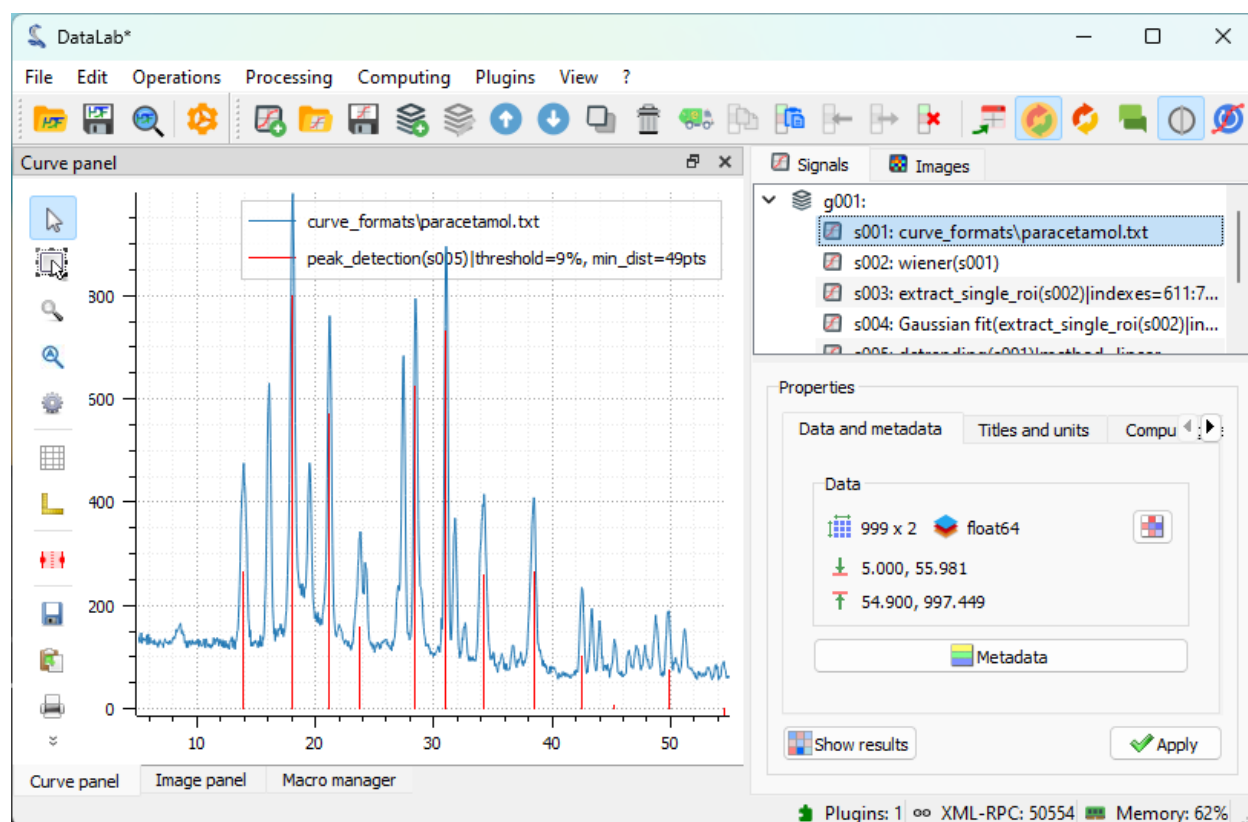 DataLab*
File Edit Operations Processing Computing Plugins View ?
Curve panel
Signals Images
curve_formats\paracetamol.txt
peak_detection(s005)|threshold=9%, min_dist=49pts
800
600
400
200
0
10 20 30 40 50
g001:
s001: curve_formats\paracetamol.txt
s002: wiener(s001)
s003: extract_single_roi(s002)|indexes=611:7...
s004: Gaussian fit(extract_single_roi(s002)|in...
Properties
Data and metadata Titles and units Compu
Data
999 x 2 float64
5.000, 55.981
54.900, 997.449
Metadata
Show results Apply
Curve panel Image panel Macro manager
Plugins: 1 XML-RPC: 50554 Memory: 62%